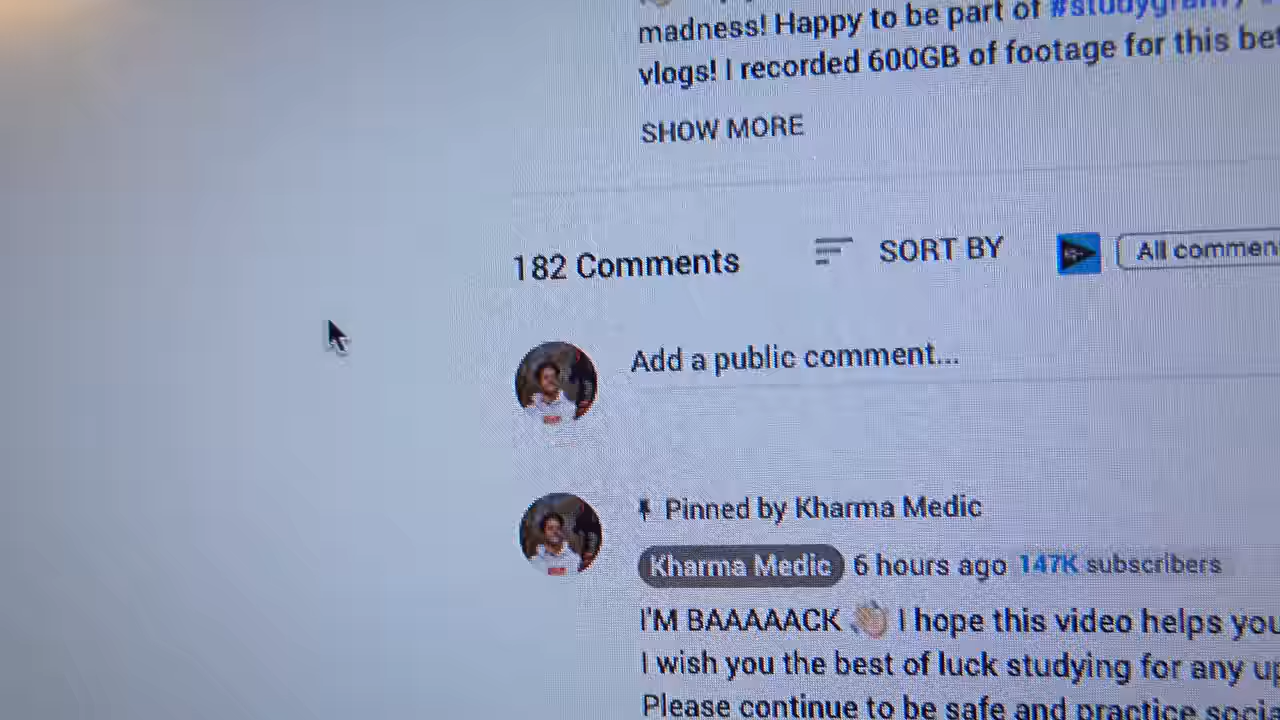 madness! Happy to be part of
vlogs! I recorded 600GB of footage for this
SHOW MORE
182 Comments
SORT BY
All
Add a public comment...
Pinned by Kharma Medic
Kharma Medic 6 hours ago 147K subscribers
I'M BAAAAACK 👏🏻 I hope this video helps you
I wish you the best of luck studying for any
Please continue to be safe and practice